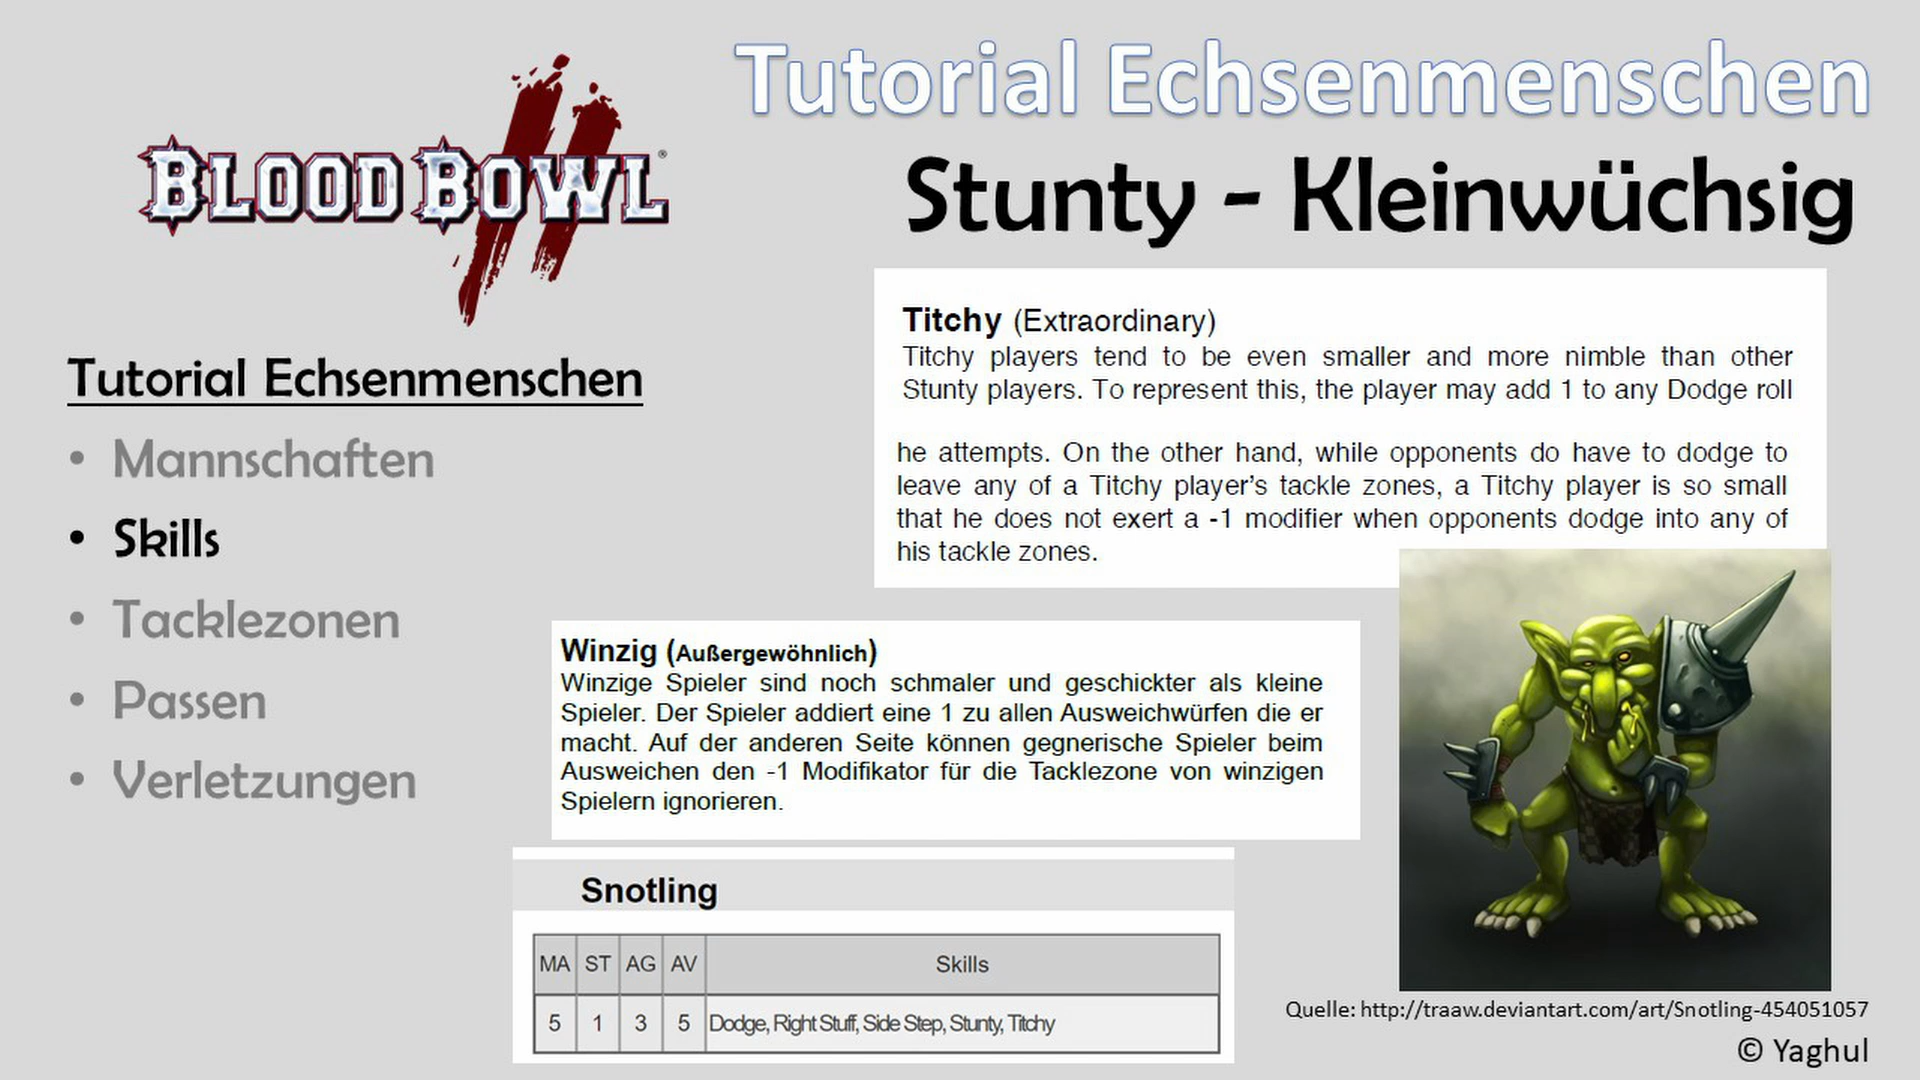 Tutorial Echsenmenschen
Stunty - Kleinwüchsig
BLOOD BOWL®
Tutorial Echsenmenschen
• Mannschaften
• Skills
• Tacklezonen
• Passen
• Verletzungen
Titchy (Extraordinary)
Titchy players tend to be even smaller and more nimble than other
Stunty players. To represent this, the player may add 1 to any Dodge roll
he attempts. On the other hand, while opponents do have to dodge to
leave any of a Titchy player's tackle zones, a Titchy player is so small
that he does not exert a -1 modifier when opponents dodge into any of
his tackle zones.
Winzig (Außergewöhnlich)
Winzige Spieler sind noch schmaler und geschickter als kleine
Spieler. Der Spieler addiert eine 1 zu allen Ausweichwürfen die er
macht. Auf der anderen Seite können gegnerische Spieler beim
Ausweichen den -1 Modifikator für die Tacklezone von winzigen
Spielern ignorieren.
Snotling
MA ST AG AV Skills
5 1 3 5 Dodge, Right Stuff, Side Step, Stunty, Titchy
Quelle: http://traaw.deviantart.com/art/Snotling-454051057
© Yaghul